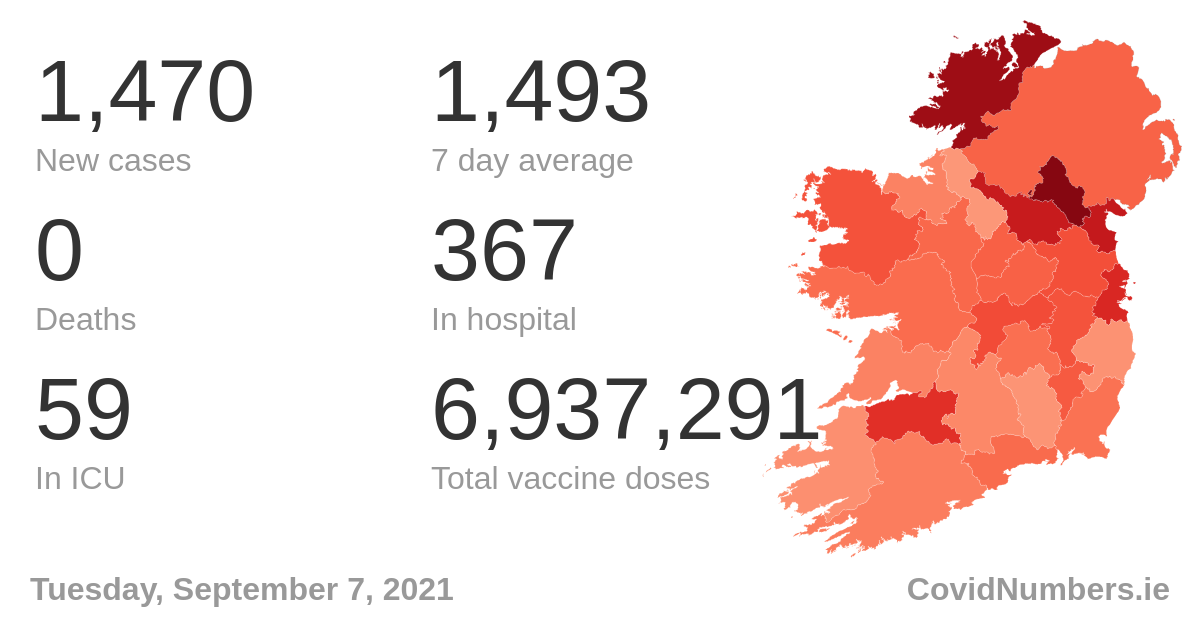 1,470 1,493
New cases 7 day average
0 367
Deaths In hospital
59 6,937,291
In ICU Total vaccine doses
Tuesday, September 7, 2021 CovidNumbers.ie